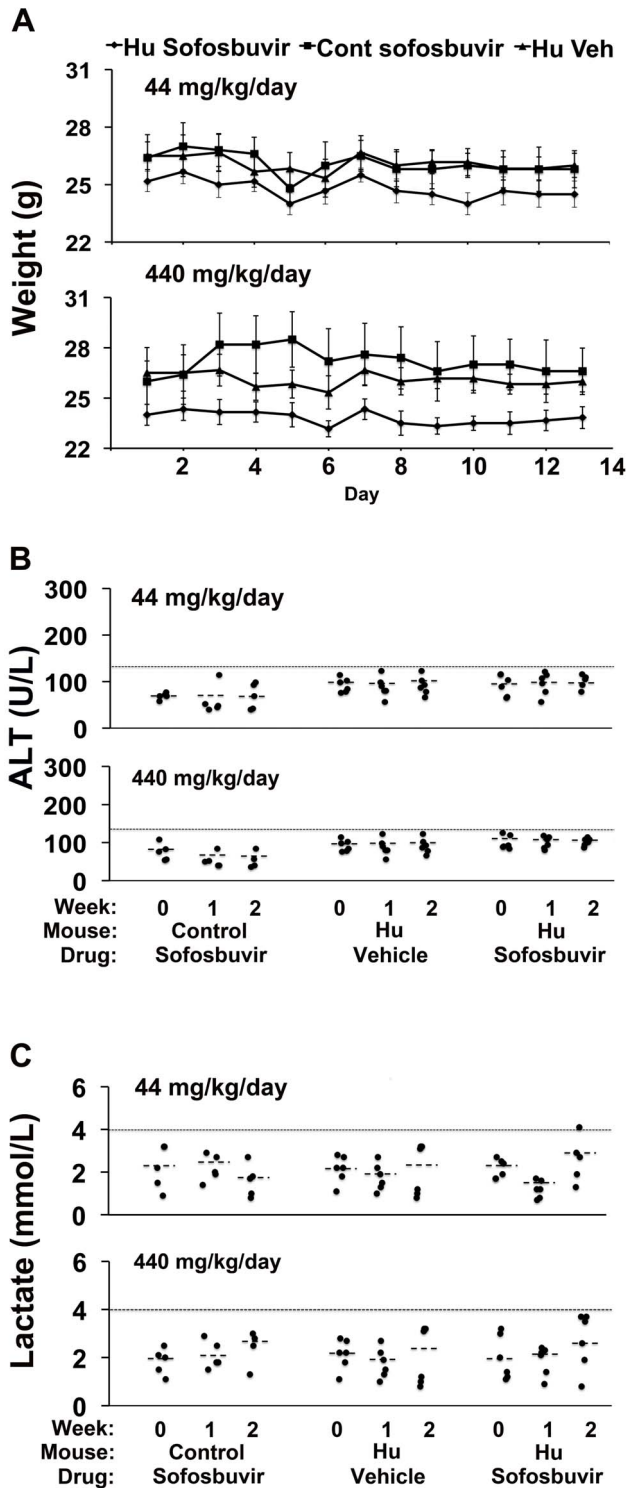 A
Hu Sofosbuvir Cont sofosbuvir Hu Veh
44 mg/kg/day
31
28
25
22
Weight (g)
440 mg/kg/day
31
28
25
22
2 4 6 8 10 12 14
Day
B
44 mg/kg/day
300
200
100
0
ALT (U/L)
440 mg/kg/day
300
200
100
0
Week: 0 1 2 0 1 2 0 1 2
Mouse: Control Hu Hu
Drug: Sofosbuvir Vehicle Sofosbuvir
C
44 mg/kg/day
6
4
2
0
Lactate (mmol/L)
440 mg/kg/day
6
4
2
0
Week: 0 1 2 0 1 2 0 1 2
Mouse: Control Hu Hu
Drug: Sofosbuvir Vehicle Sofosbuvir